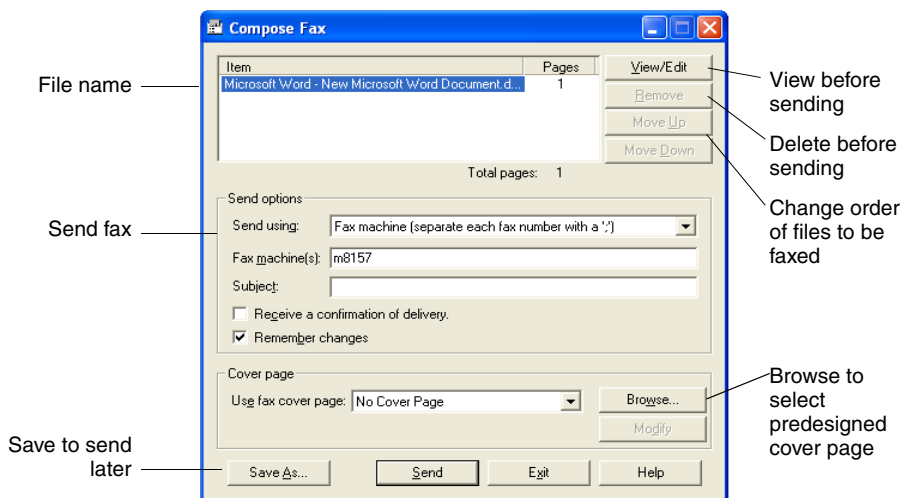 Compose Fax
File name
Item Pages
Microsoft Word - New Microsoft Word Document.d... 1
View/Edit
Remove
Move Up
Move Down
Total pages: 1
View before
sending
Delete before
sending
Change order
of files to be
faxed
Send fax
Send options
Send using: Fax machine (separate each fax number with a ';')
Fax machine(s): m8157
Subject:
Receive a confirmation of delivery.
Remember changes
Cover page
Use fax cover page: No Cover Page
Browse...
Modify
Browse to
select
predesigned
cover page
Save to send
later
Save As... Send Exit Help